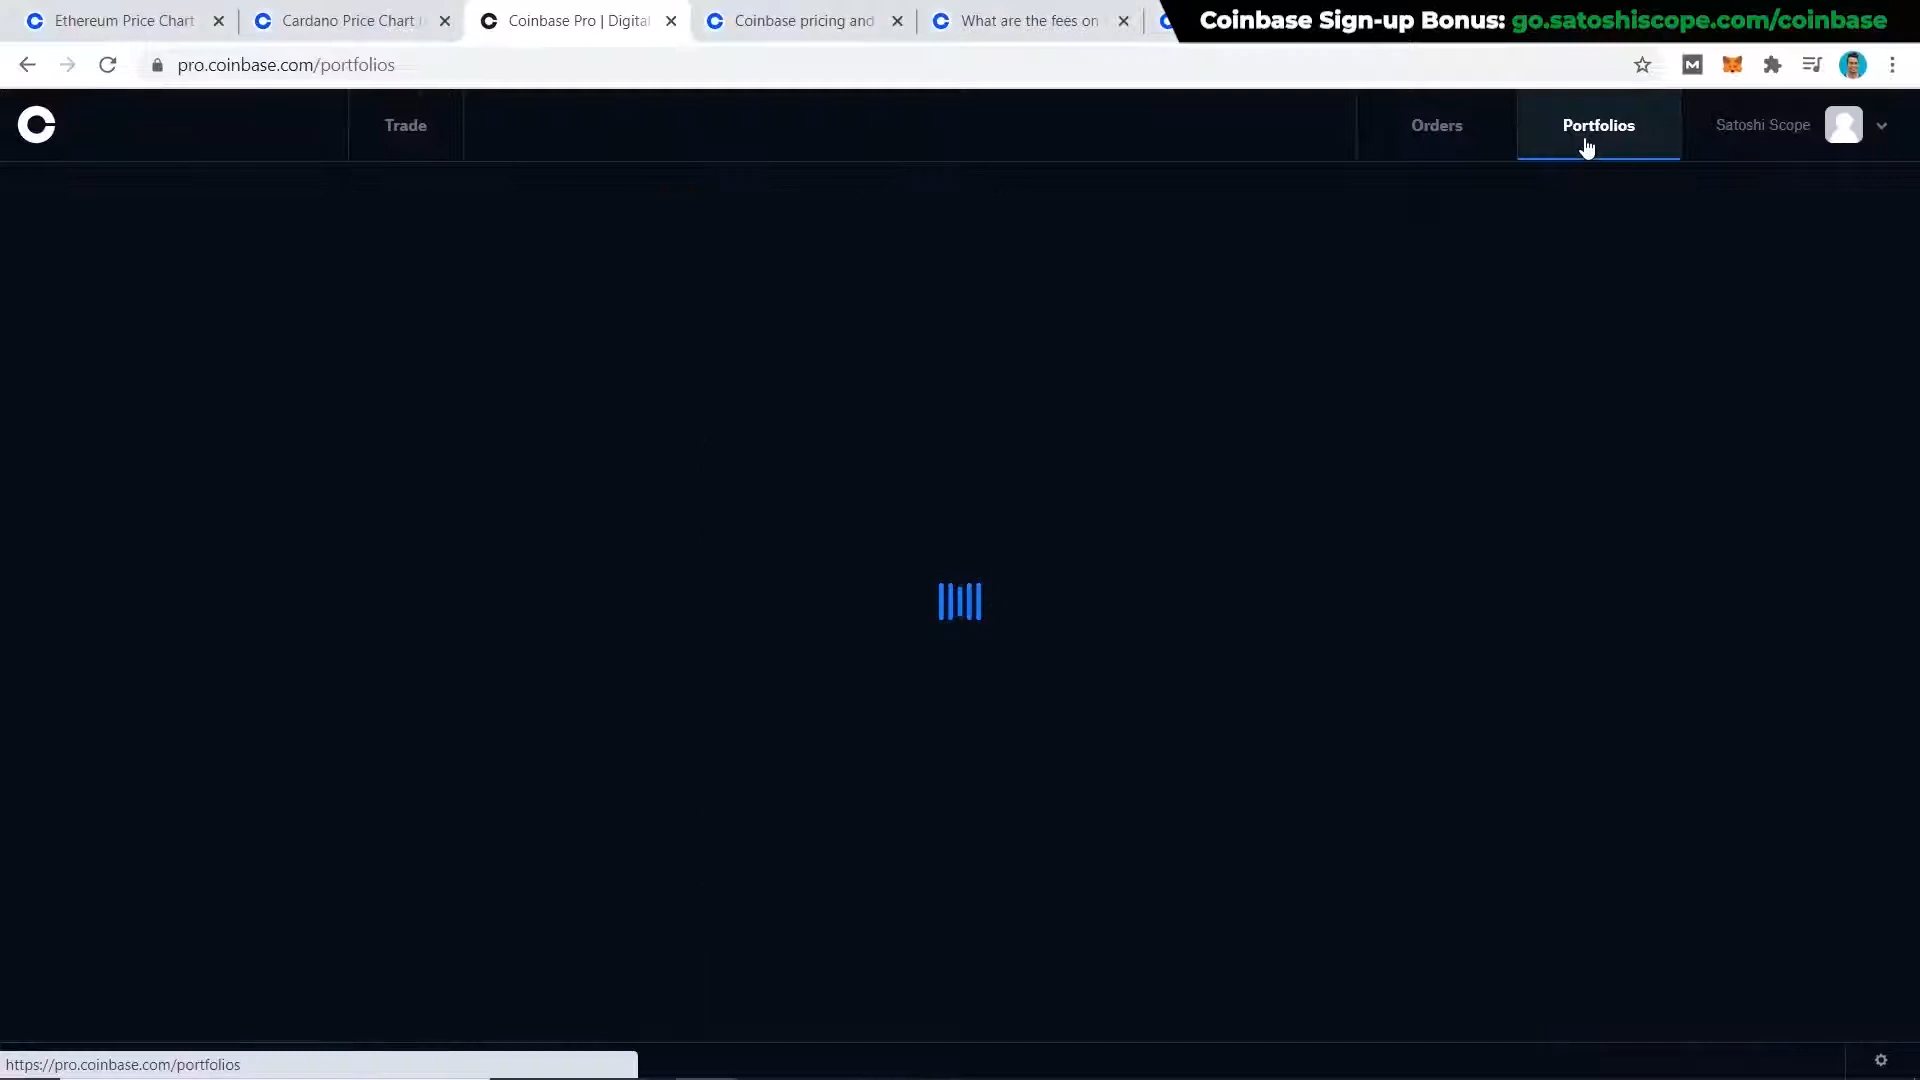 Ethereum Price Chart
Cardano Price Chart
Coinbase Pro | Digital
Coinbase pricing and
What are the fees on
Coinbase Sign-up Bonus: go.satoshiscope.com/coinbase
pro.coinbase.com/portfolios
Trade
Orders
Portfolios
Satoshi Scope
https://pro.coinbase.com/portfolios